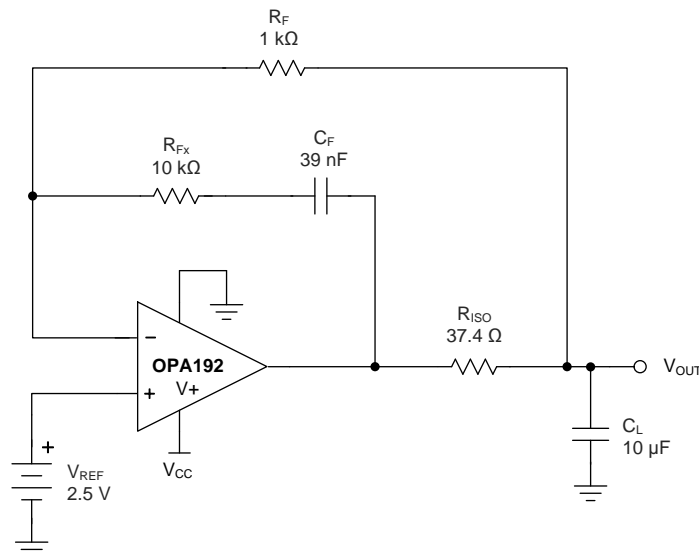 RF
1 kΩ
RFx
10 kΩ
CF
39 nF
−
OPA192
+
V+
VCC
+
VREF
2.5 V
RISO
37.4 Ω
VOUT
CL
10 µF